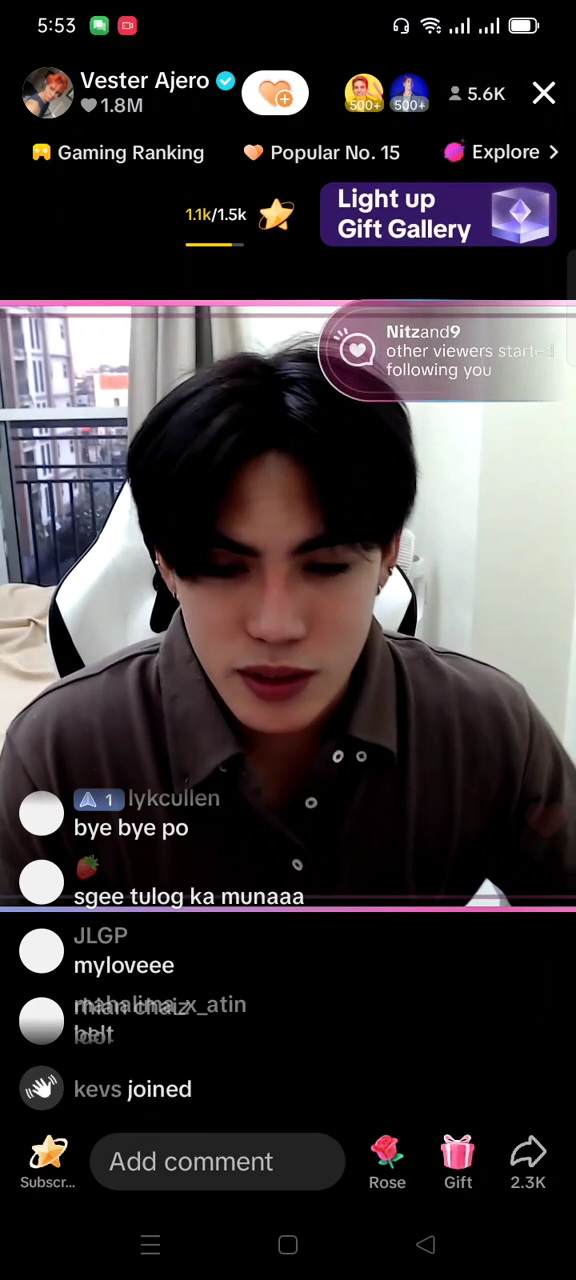 5:53
Vester Ajero
1.8M
500+
500+
5.6K
Gaming Ranking
Popular No. 15
Explore
1.1k/1.5k
Light up
Gift Gallery
Nitzand9
other viewers started
following you
1 lykcullen
bye bye po
sgee tulog ka munaaa
JLGP
myloveee
kevs joined
Subscr...
Add comment
Rose
Gift
2.3K